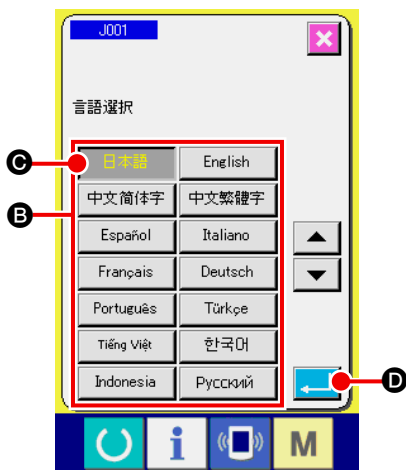 J001
言語選択
日本語 English
中文简体字 中文繁體字
Español Italiano
Français Deutsch
Português Türkçe
Tiếng Việt 한국어
Indonesia Русский
C
B
D
i
M